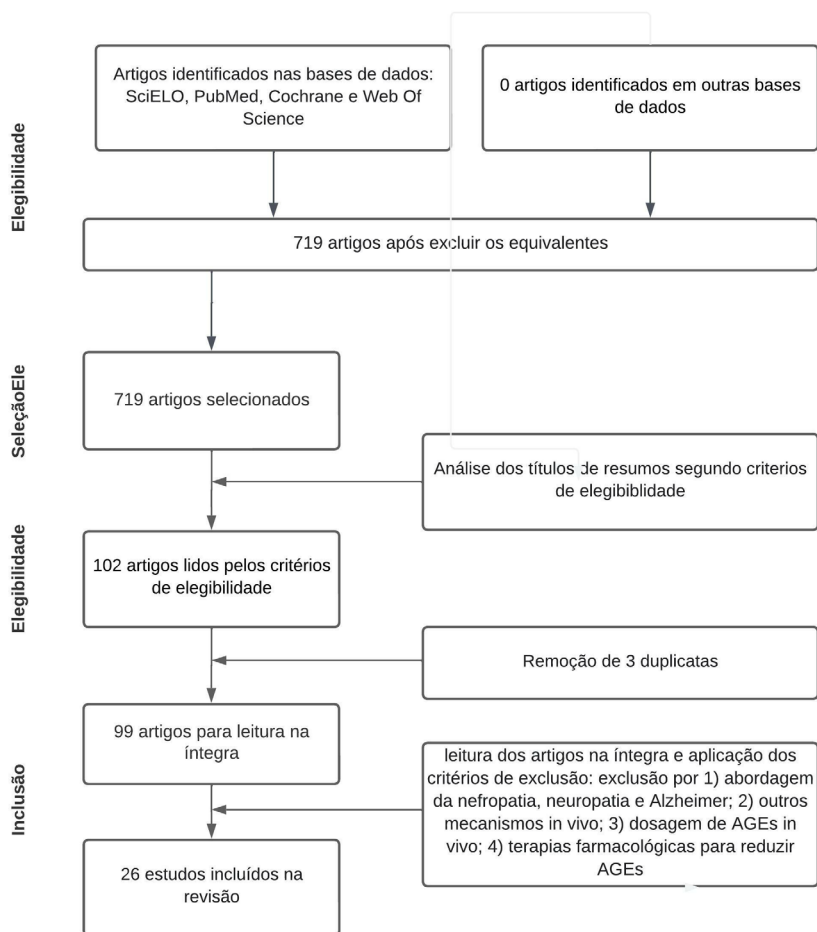 Artigos identificados nas bases de dados:
SciELO, PubMed, Cochrane e Web Of
Science
0 artigos identificados em outras bases
de dados
Elegibilidade
719 artigos após excluir os equivalentes
SeleçãoEle
719 artigos selecionados
Análise dos títulos de resumos segundo criterios
de elegibiblidade
Elegibilidade
102 artigos lidos pelos critérios
de elegibilidade
Remoção de 3 duplicatas
99 artigos para leitura na
íntegra
Inclusão
leitura dos artigos na íntegra e aplicação dos
critérios de exclusão: exclusão por 1) abordagem
da nefropatia, neuropatia e Alzheimer; 2) outros
mecanismos in vivo; 3) dosagem de AGEs in
vivo; 4) terapias farmacológicas para reduzir
AGEs
26 estudos incluídos na
revisão